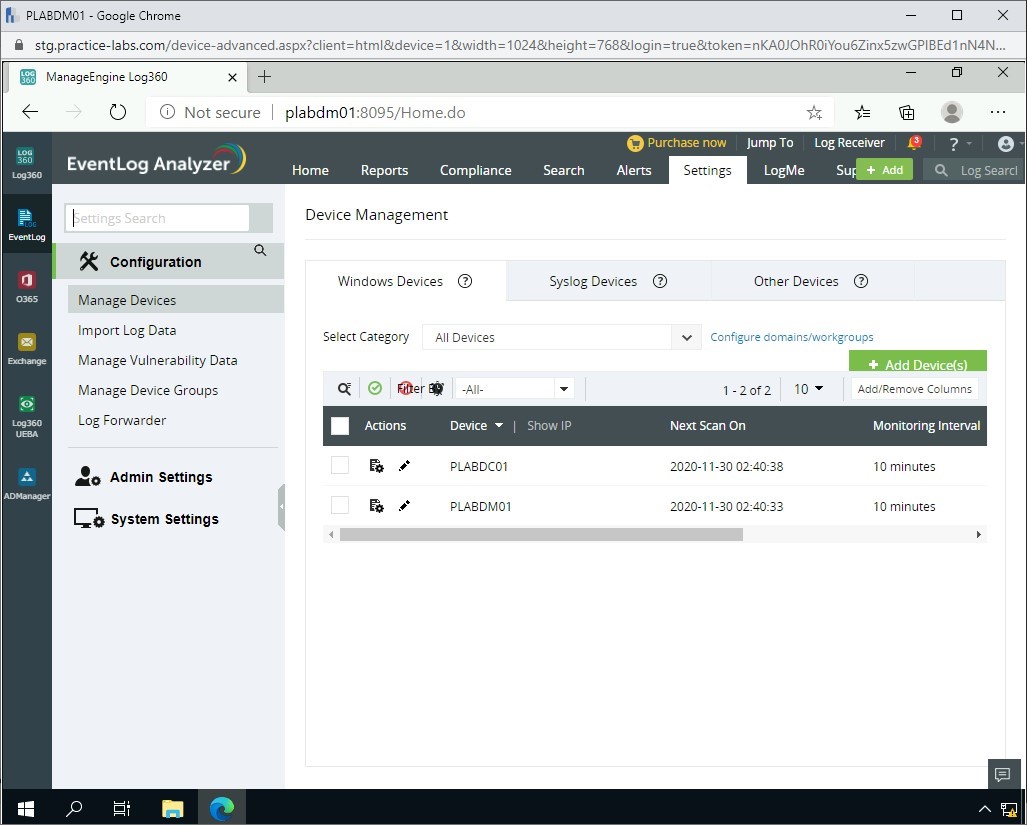 PLABDM01 - Google Chrome
stg.practice-labs.com/device-advanced.aspx?client=html&device=1&width=1024&height=768&login=true&token=nKA0JOhR0iYou6Zinx5zwGPIBEd1nN4N...
LOG 360 ManageEngine Log360
Not secure plabdm01:8095/Home.do
Purchase now Jump To Log Receiver 3 ?
LOG 360
Log360
EventLog Analyzer
Home Reports Compliance Search Alerts Settings LogMe Sup + Add Log Searcl
LOG
EventLog
O365
Exchange
Log360
UEBA
ADManager
Settings Search
Configuration
Manage Devices
Import Log Data
Manage Vulnerability Data
Manage Device Groups
Log Forwarder
Admin Settings
System Settings
Device Management
Windows Devices ? Syslog Devices ? Other Devices ?
Select Category All Devices Configure domains/workgroups
+ Add Device(s)
Filter By -All- 1 - 2 of 2 10 Add/Remove Columns
Actions Device | Show IP Next Scan On Monitoring Interval
PLABDC01 2020-11-30 02:40:38 10 minutes
PLABDM01 2020-11-30 02:40:33 10 minutes